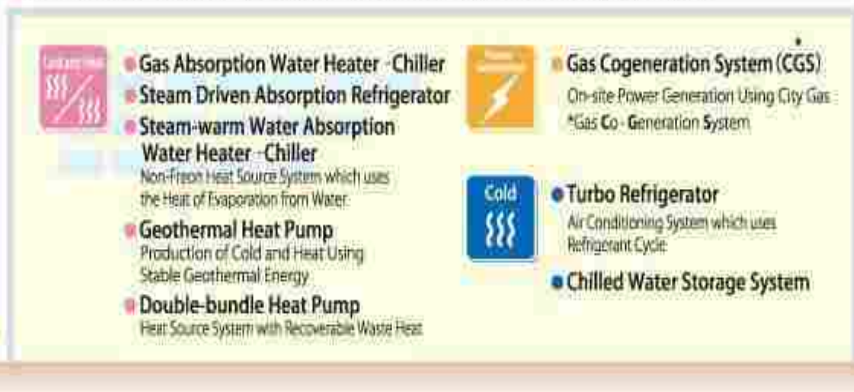 Cold and Heat
Gas Absorption Water Heater · Chiller
Steam Driven Absorption Refrigerator
Steam-warm Water Absorption
Water Heater · Chiller
Non-Freon Heat Source System which uses
the Heat of Evaporation from Water
Geothermal Heat Pump
Production of Cold and Heat Using
Stable Geothermal Energy
Double-bundle Heat Pump
Heat Source System with Recoverable Waste Heat
Gas Cogeneration System (CGS)*
On-site Power Generation Using City Gas
*Gas Co-Generation System
Cold
Turbo Refrigerator
Air Conditioning System which uses
Refrigerant Cycle
Chilled Water Storage System